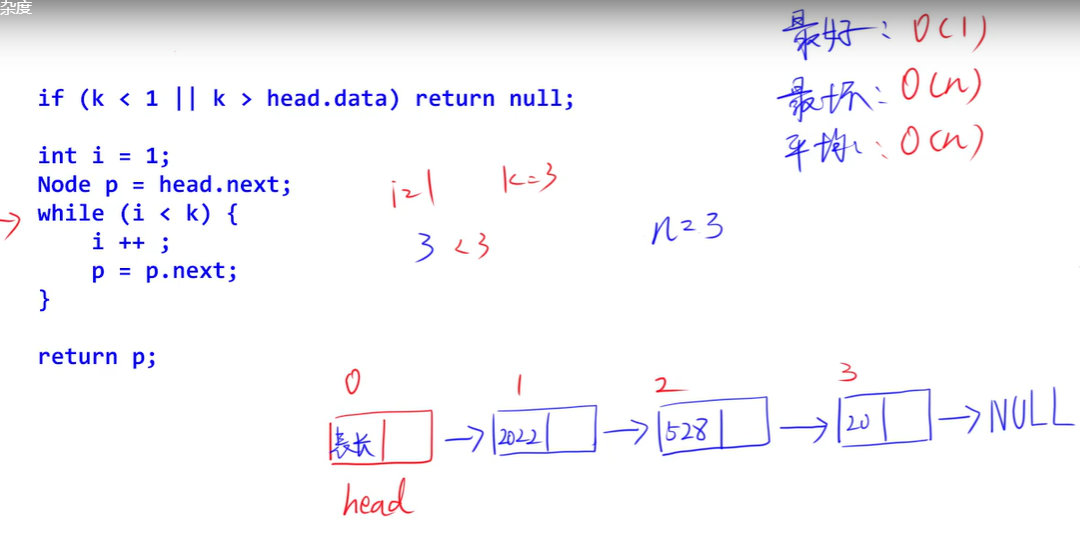 杂度
最好：O(1)
if (k < 1 || k > head.data) return null;
最坏：O(n)
int i = 1;
平均：O(n)
Node p = head.next;
i=1 k=3
while (i < k) {
i ++ ;
3 < 3
n=3
p = p.next;
}
return p;
0 1 2 3
表长 2022 528 20 NULL
head